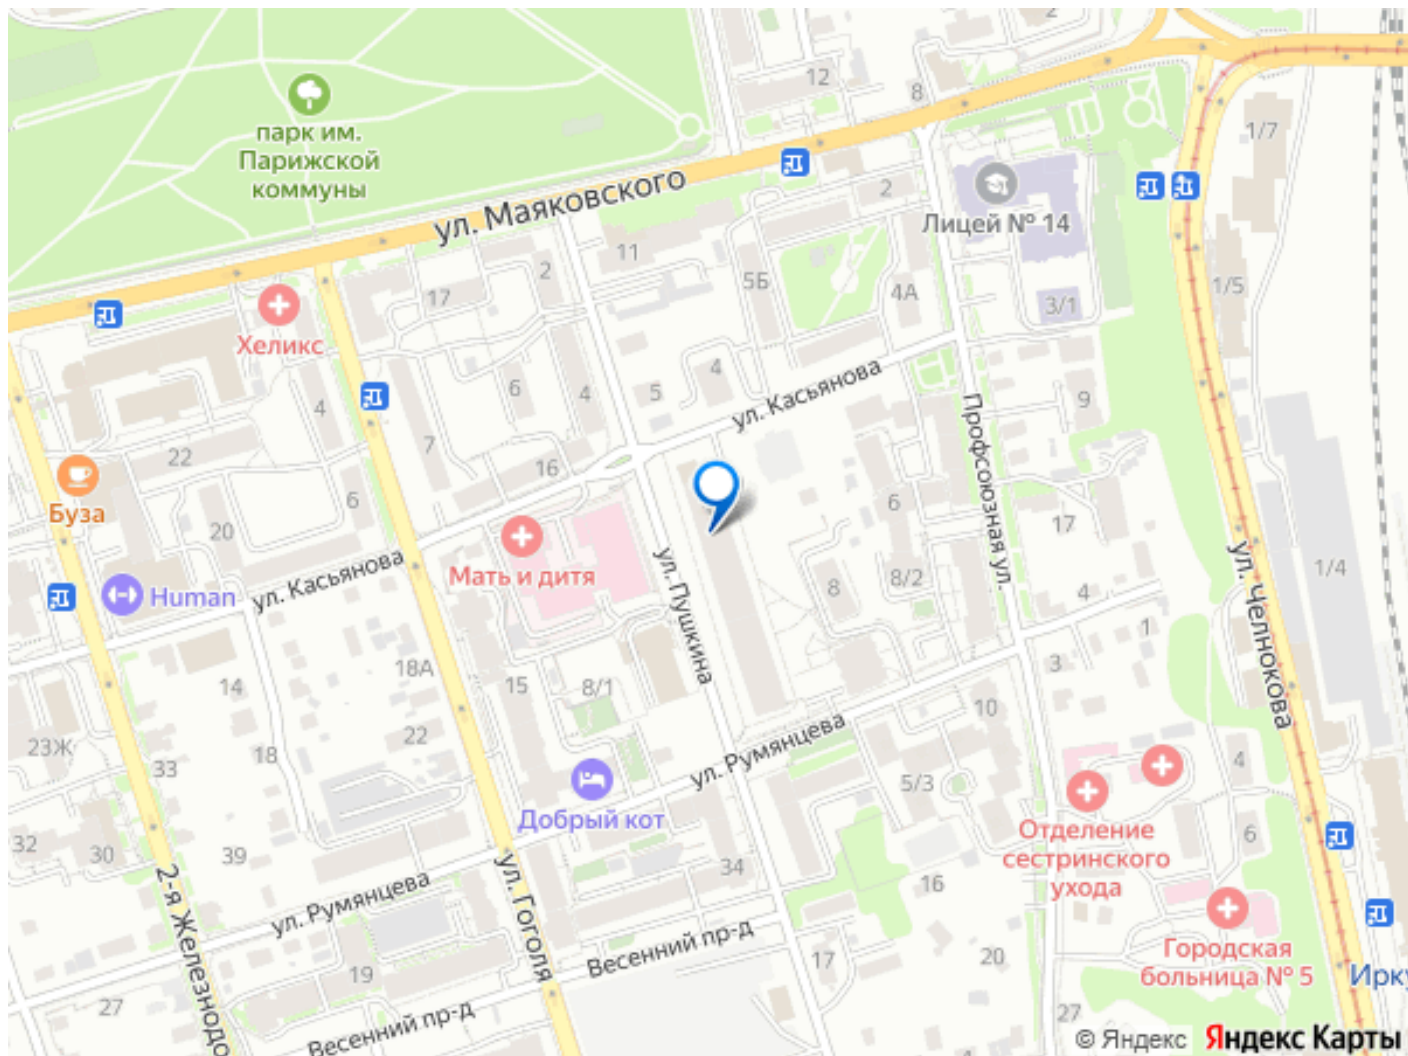 2
12
8
1/7
парк им.
Парижской
коммуны
ул. Маяковского
2
Лицей № 14
11
2
5Б
4А
3/1
1/5
17
Хеликс
4
5
6
4
4
ул. Касьянова
9
Профсоюзная ул.
7
22
16
Буза
6
20
6
17
Мать и дитя
ул. Касьянова
Human
ул. Пушкина
8
8/2
4
1/4
ул. Челнокова
1
3
18А
14
15
8/1
10
22
23Ж
18
33
ул. Румянцева
5/3
4
Добрый кот
Отделение
сестринского
ухода
6
32
30
39
34
16
2-я Железнодо
ул. Румянцева
ул. Гоголя
Весенний пр-д
17
20
Городская
больница № 5
Ирку
19
27
27
Весенний пр-д
© Яндекс Яндекс Карты